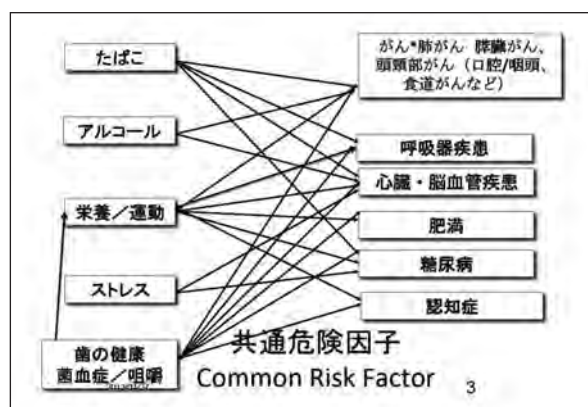 たばこ
アルコール
栄養/運動
ストレス
歯の健康
菌血症/咀嚼
がん*肺がん 膵臓がん、
頭頸部がん（口腔/咽頭、
食道がんなど）
呼吸器疾患
心臓・脳血管疾患
肥満
糖尿病
認知症
共通危険因子
Common Risk Factor
3